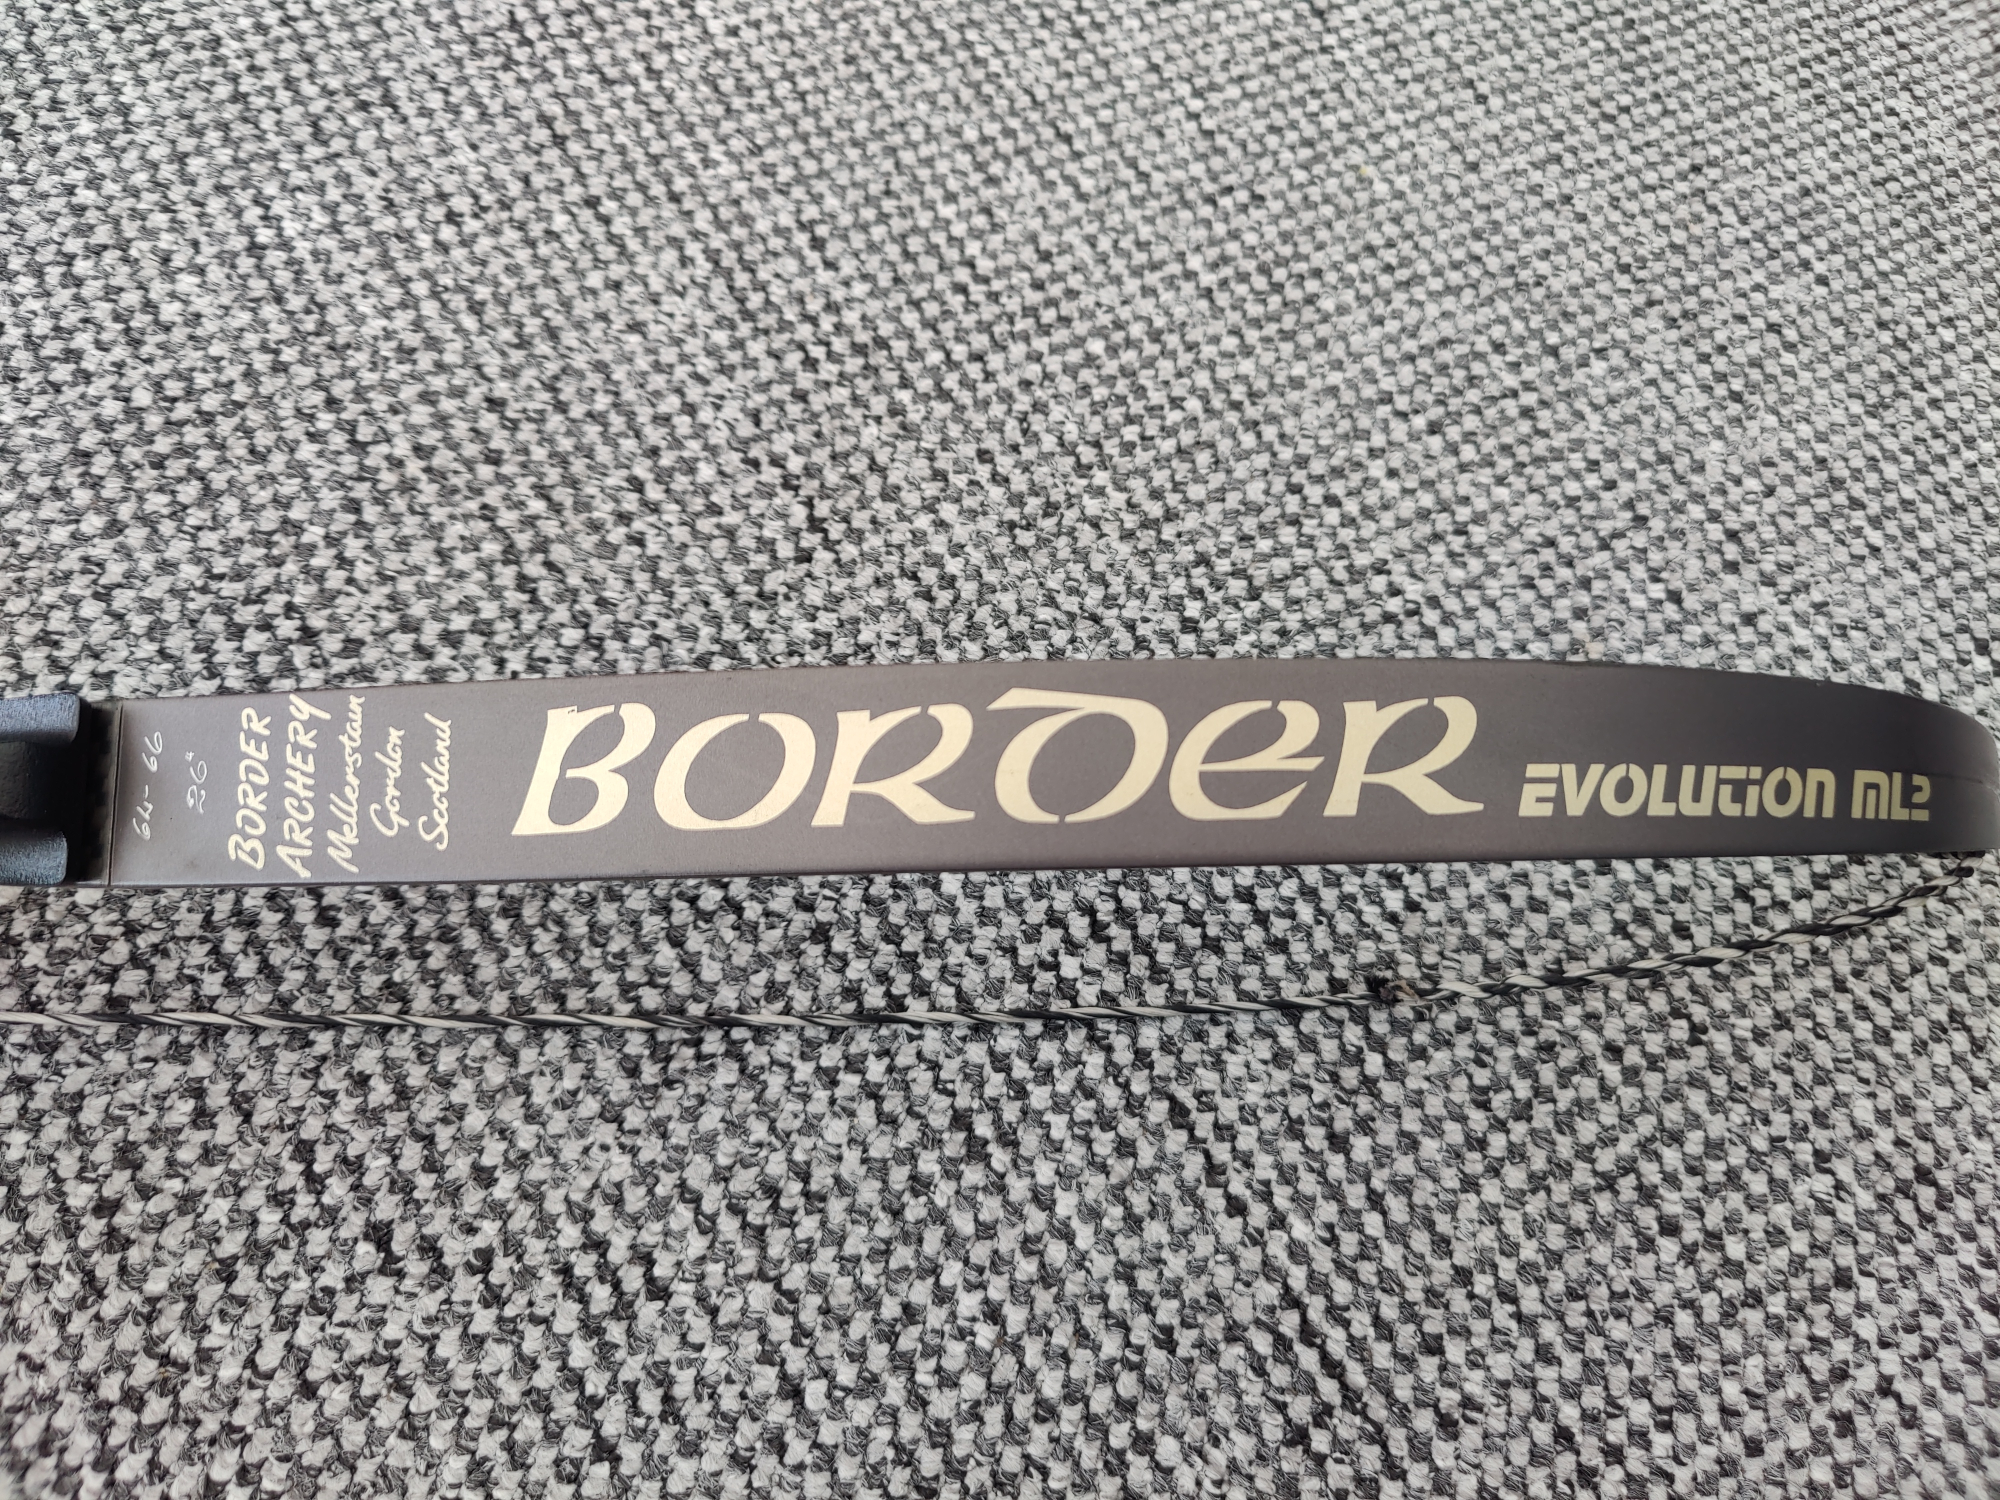 64-66
26"
BORDER
ARCHERY
Mellerstain
Gordon
Scotland
BORDER
EVOLUTION ML2